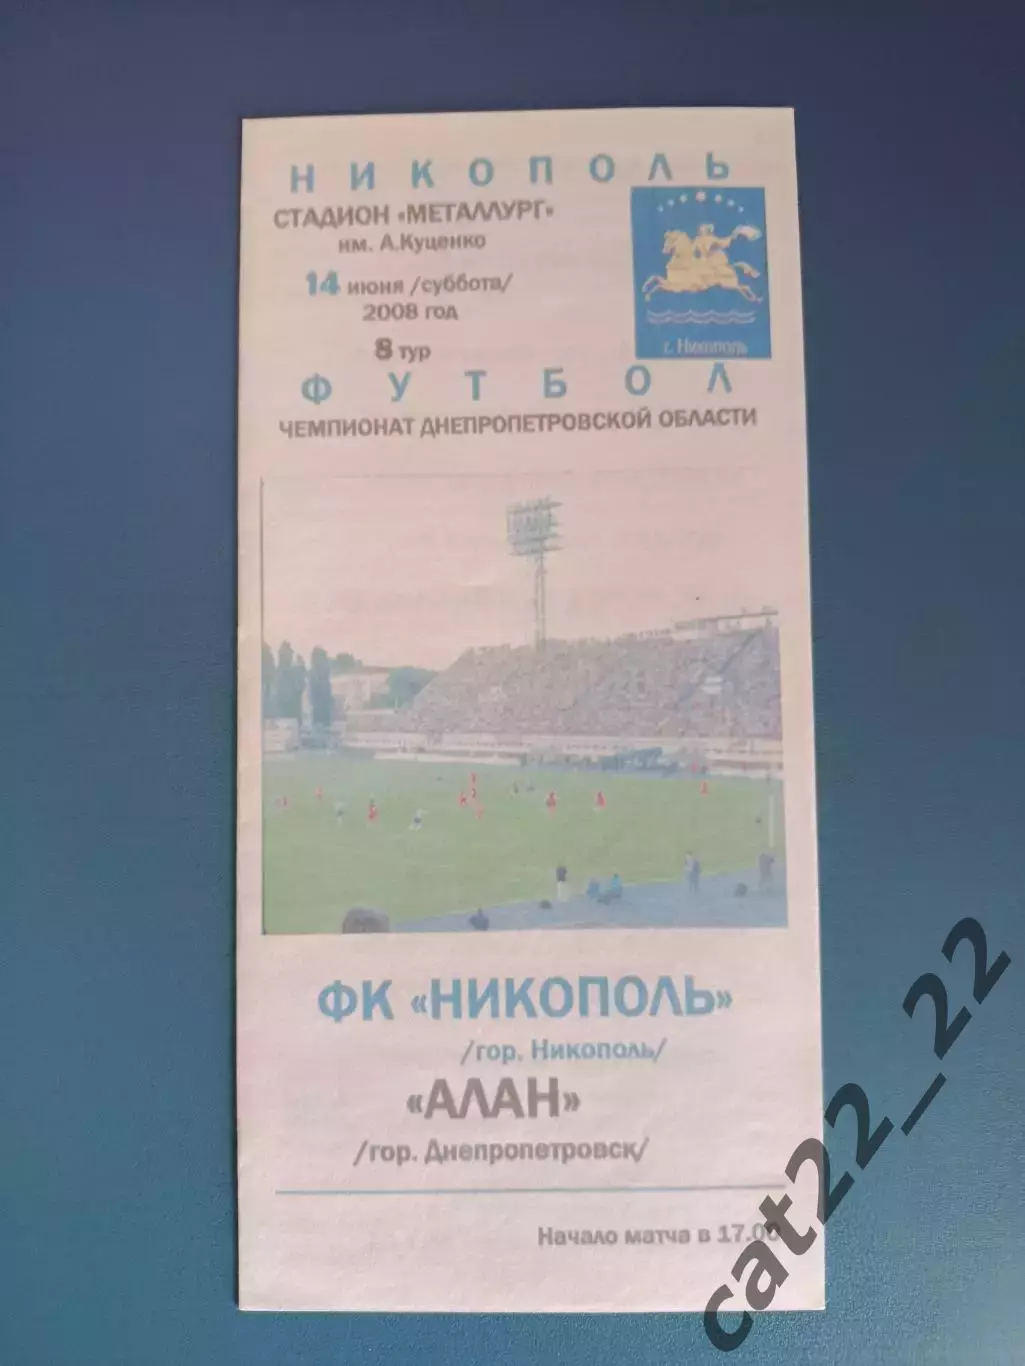 НИКОПОЛЬ
СТАДИОН «МЕТАЛЛУРГ»
им. А.Куценко
14 июня /суббота/
2008 год
8 тур
г. Никополь
ФУТБОЛ
ЧЕМПИОНАТ ДНЕПРОПЕТРОВСКОЙ ОБЛАСТИ
ФК «НИКОПОЛЬ»
/гор. Никополь/
«АЛАН»
/гор. Днепропетровск/
Начало матча в 17.00
cat22_22